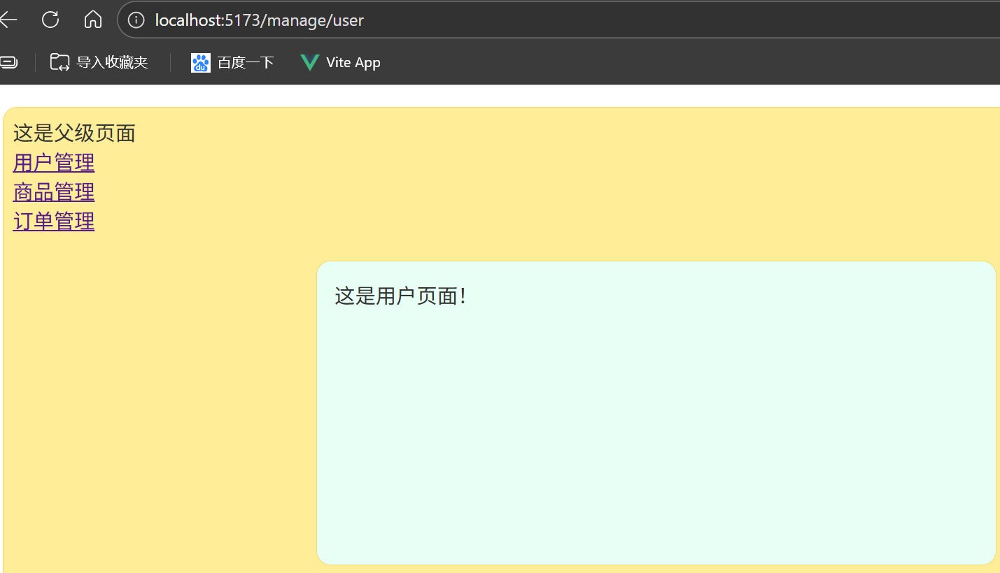 localhost:5173/manage/user
导入收藏夹 百度一下 Vite App
du
这是父级页面
用户管理
商品管理
订单管理
这是用户页面！